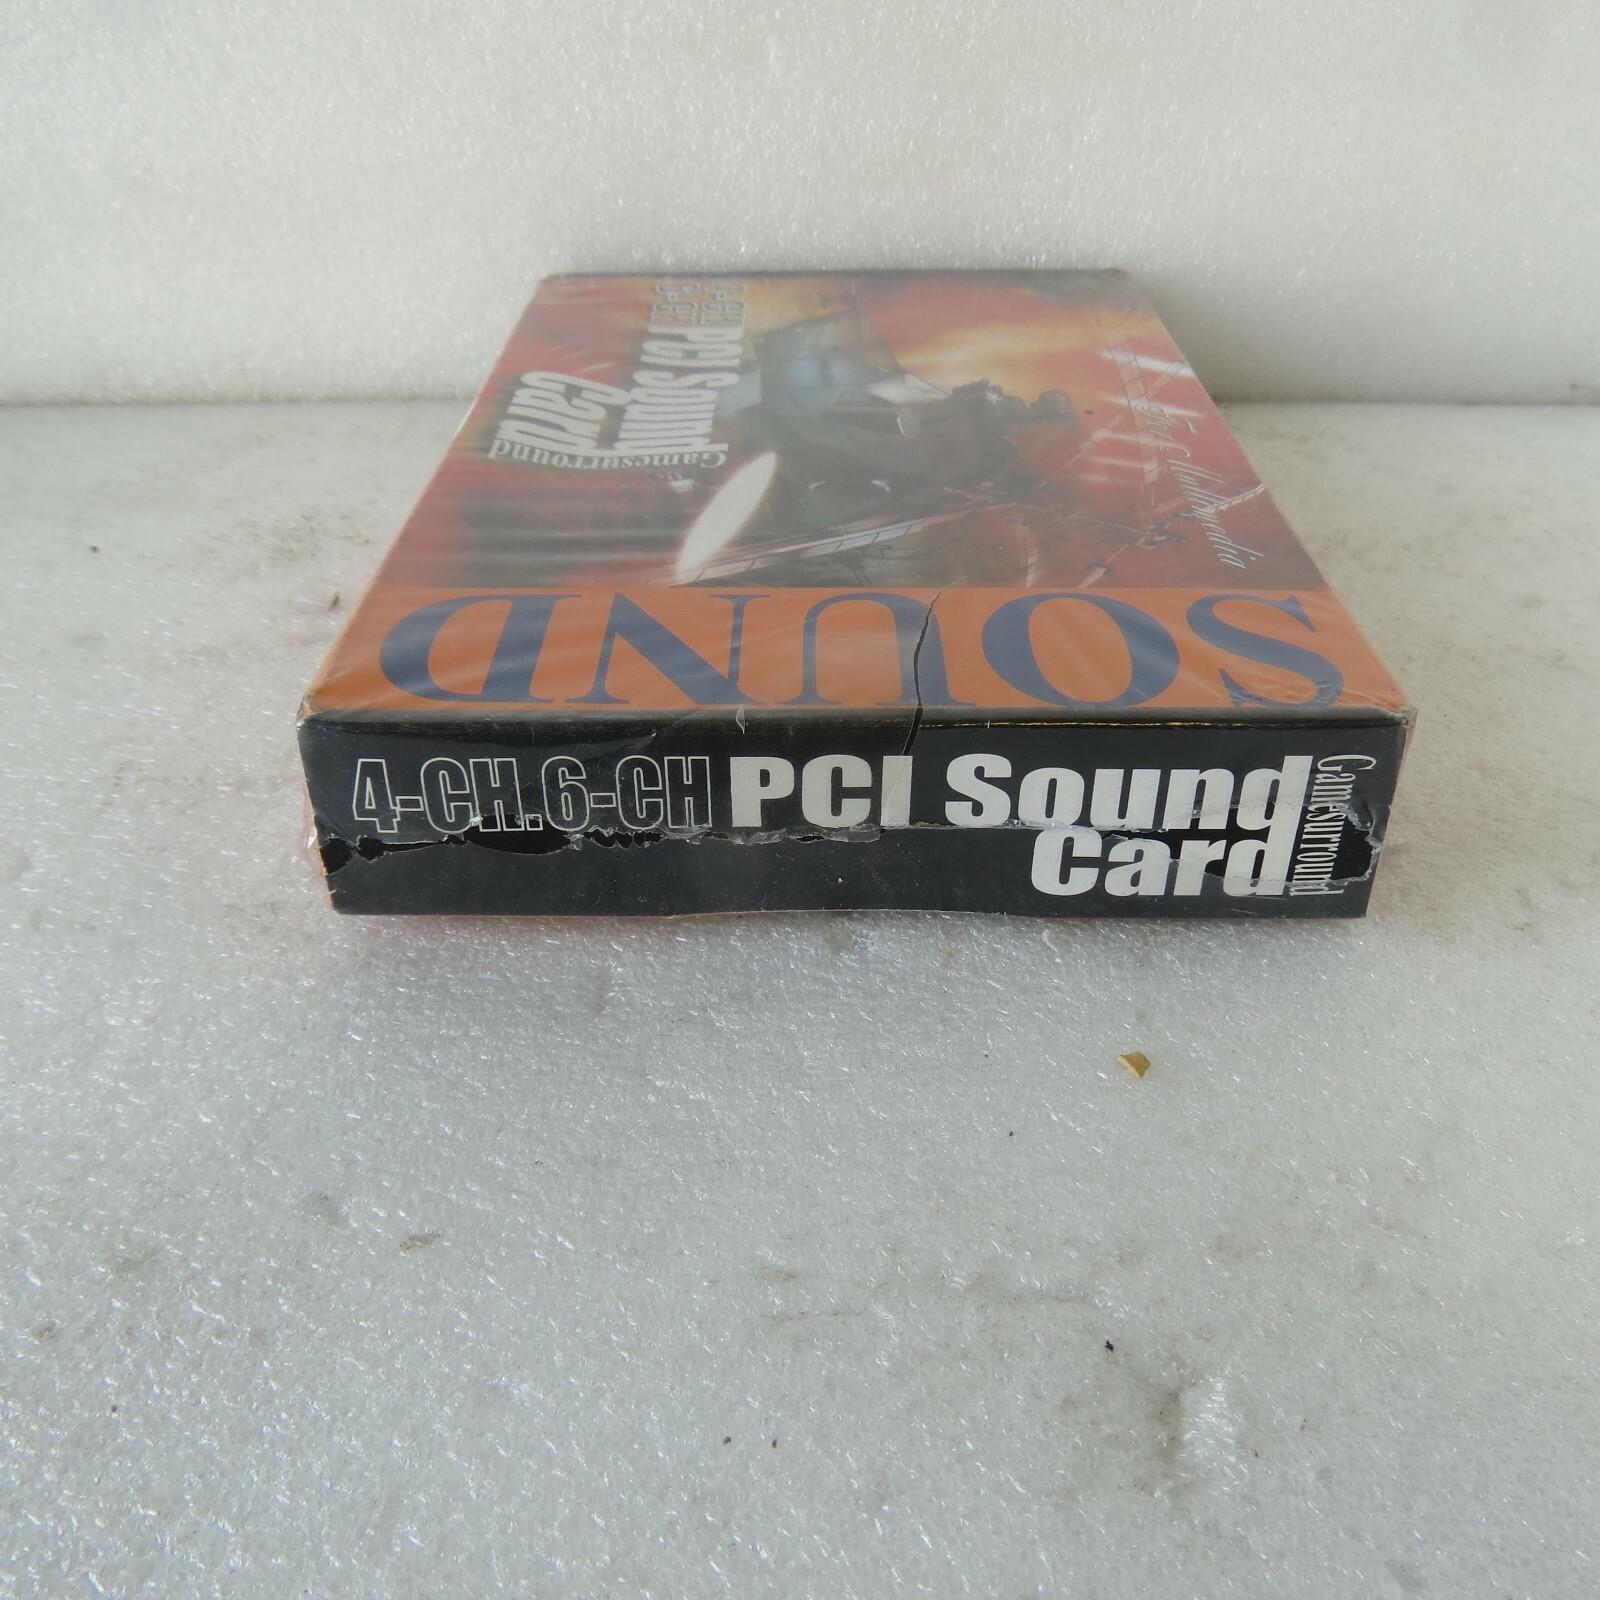 4-CH.6-CH PCI Sound
Card
Gamesurround
SOUND
4-CH.
6-CH
PCI Sound
Card
Gamesurround
Multimedia